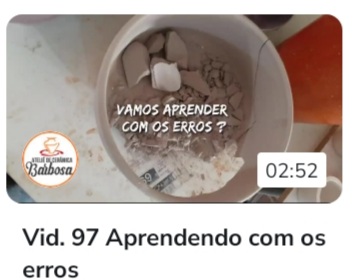 VAMOS APRENDER
COM OS ERROS ?
ATELIÊ DE CERÂMICA
Barbosa
02:52
Vid. 97 Aprendendo com os
erros